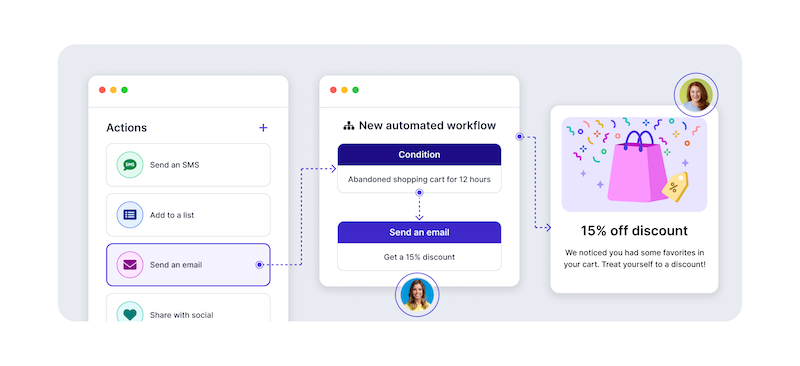 Actions
+
SMS
Send an SMS
Add to a list
Send an email
Share with social
New automated workflow
Condition
Abandoned shopping cart for 12 hours
Send an email
Get a 15% discount
%
15% off discount
We noticed you had some favorites in
your cart. Treat yourself to a discount!